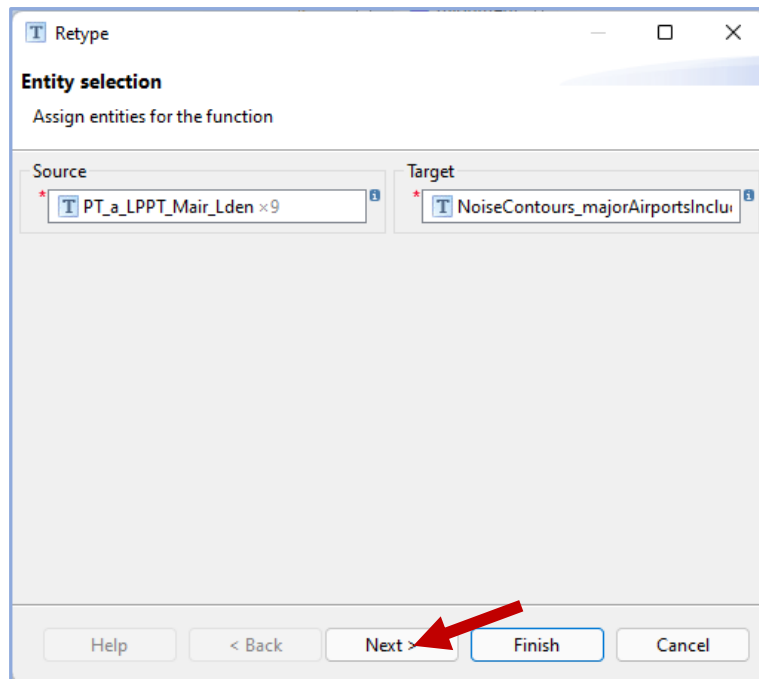 Retype
Entity selection
Assign entities for the function
Source
Target
* T PT_a_LPPT_Mair_Lden ×9
* T NoiseContours_majorAirportsInclu
Help
< Back
Next >
Finish
Cancel